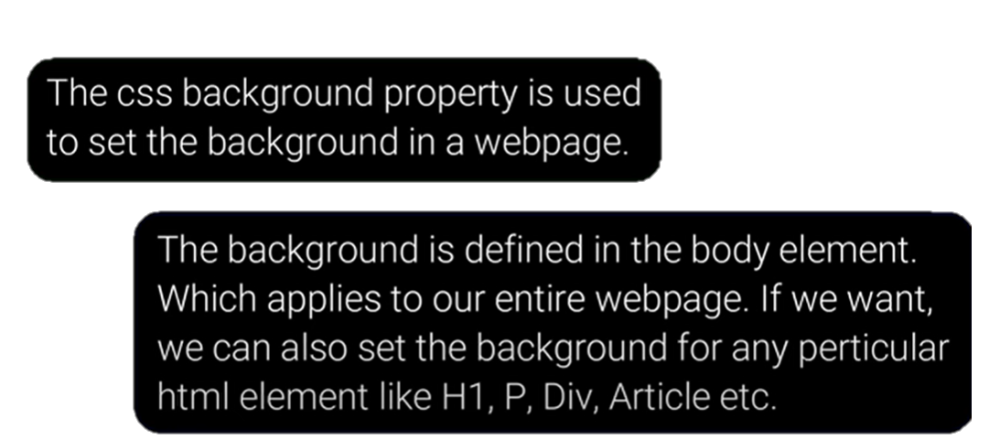 The css background property is used
to set the background in a webpage.
The background is defined in the body element.
Which applies to our entire webpage. If we want,
we can also set the background for any perticular
html element like H1, P, Div, Article etc.